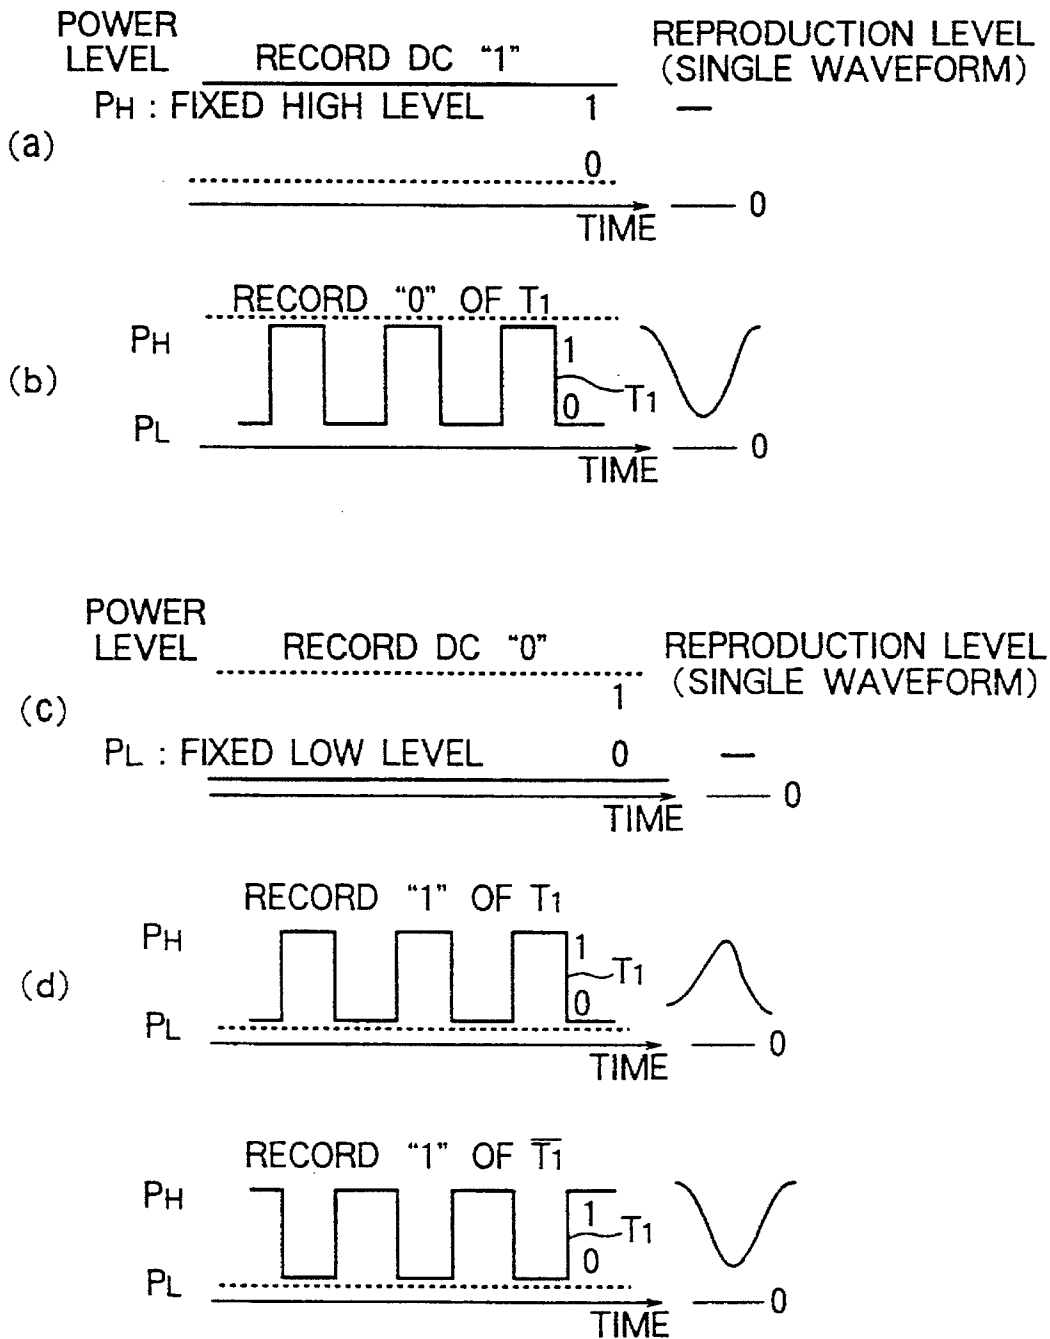 POWER
LEVEL
RECORD DC “1”
REPRODUCTION LEVEL
(SINGLE WAVEFORM)
(a)
PH : FIXED HIGH LEVEL
1
0
TIME
0
(b)
RECORD “0” OF T1
PH
1
T1
0
PL
TIME
0
POWER
LEVEL
RECORD DC “0”
REPRODUCTION LEVEL
(SINGLE WAVEFORM)
(c)
1
PL : FIXED LOW LEVEL
0
TIME
0
(d)
RECORD “1” OF T1
PH
1
T1
0
PL
TIME
0
RECORD “1” OF T̅1̅
PH
1
T1
0
PL
TIME
0